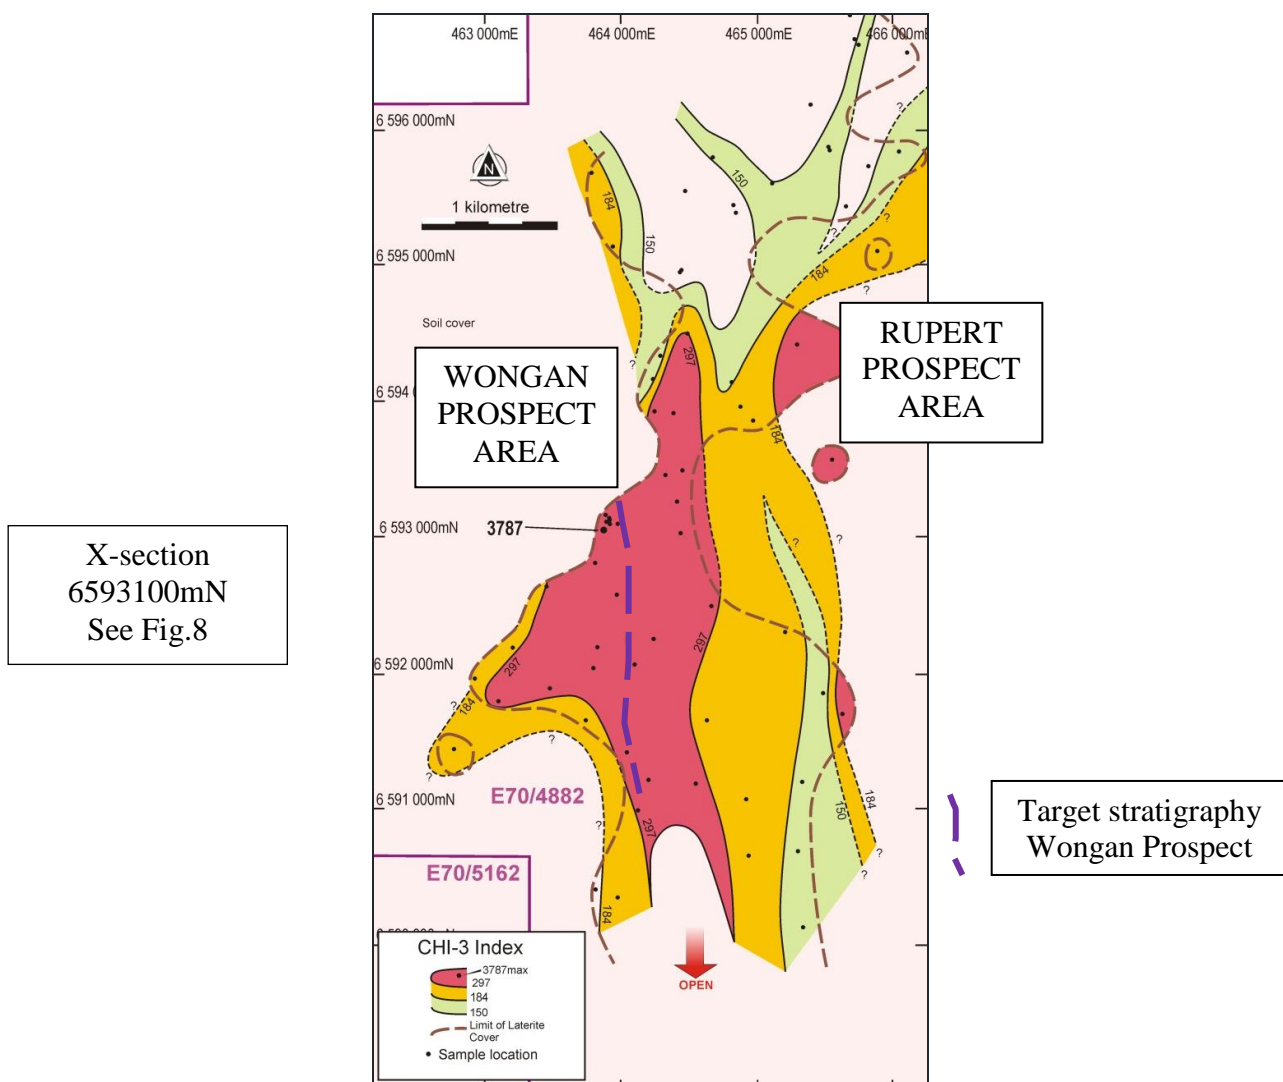 463 000mE
464 000mE
465 000mE
466 000mE
6 596 000mN
N
1 kilometre
184
150
150
?
?
?
6 595 000mN
184
?
Soil cover
WONGAN
PROSPECT
AREA
RUPERT
PROSPECT
AREA
297
?
6 594 0
184
X-section
6593100mN
See Fig.8
6 593 000mN
3787
?
?
297
297
6 592 000mN
184
?
?
?
?
E70/4882
6 591 000mN
?
297
150
184
?
?
Target stratigraphy
Wongan Prospect
E70/5162
184
OPEN
CHI-3 Index
3787max
297
184
150
Limit of Laterite
Cover
Sample location